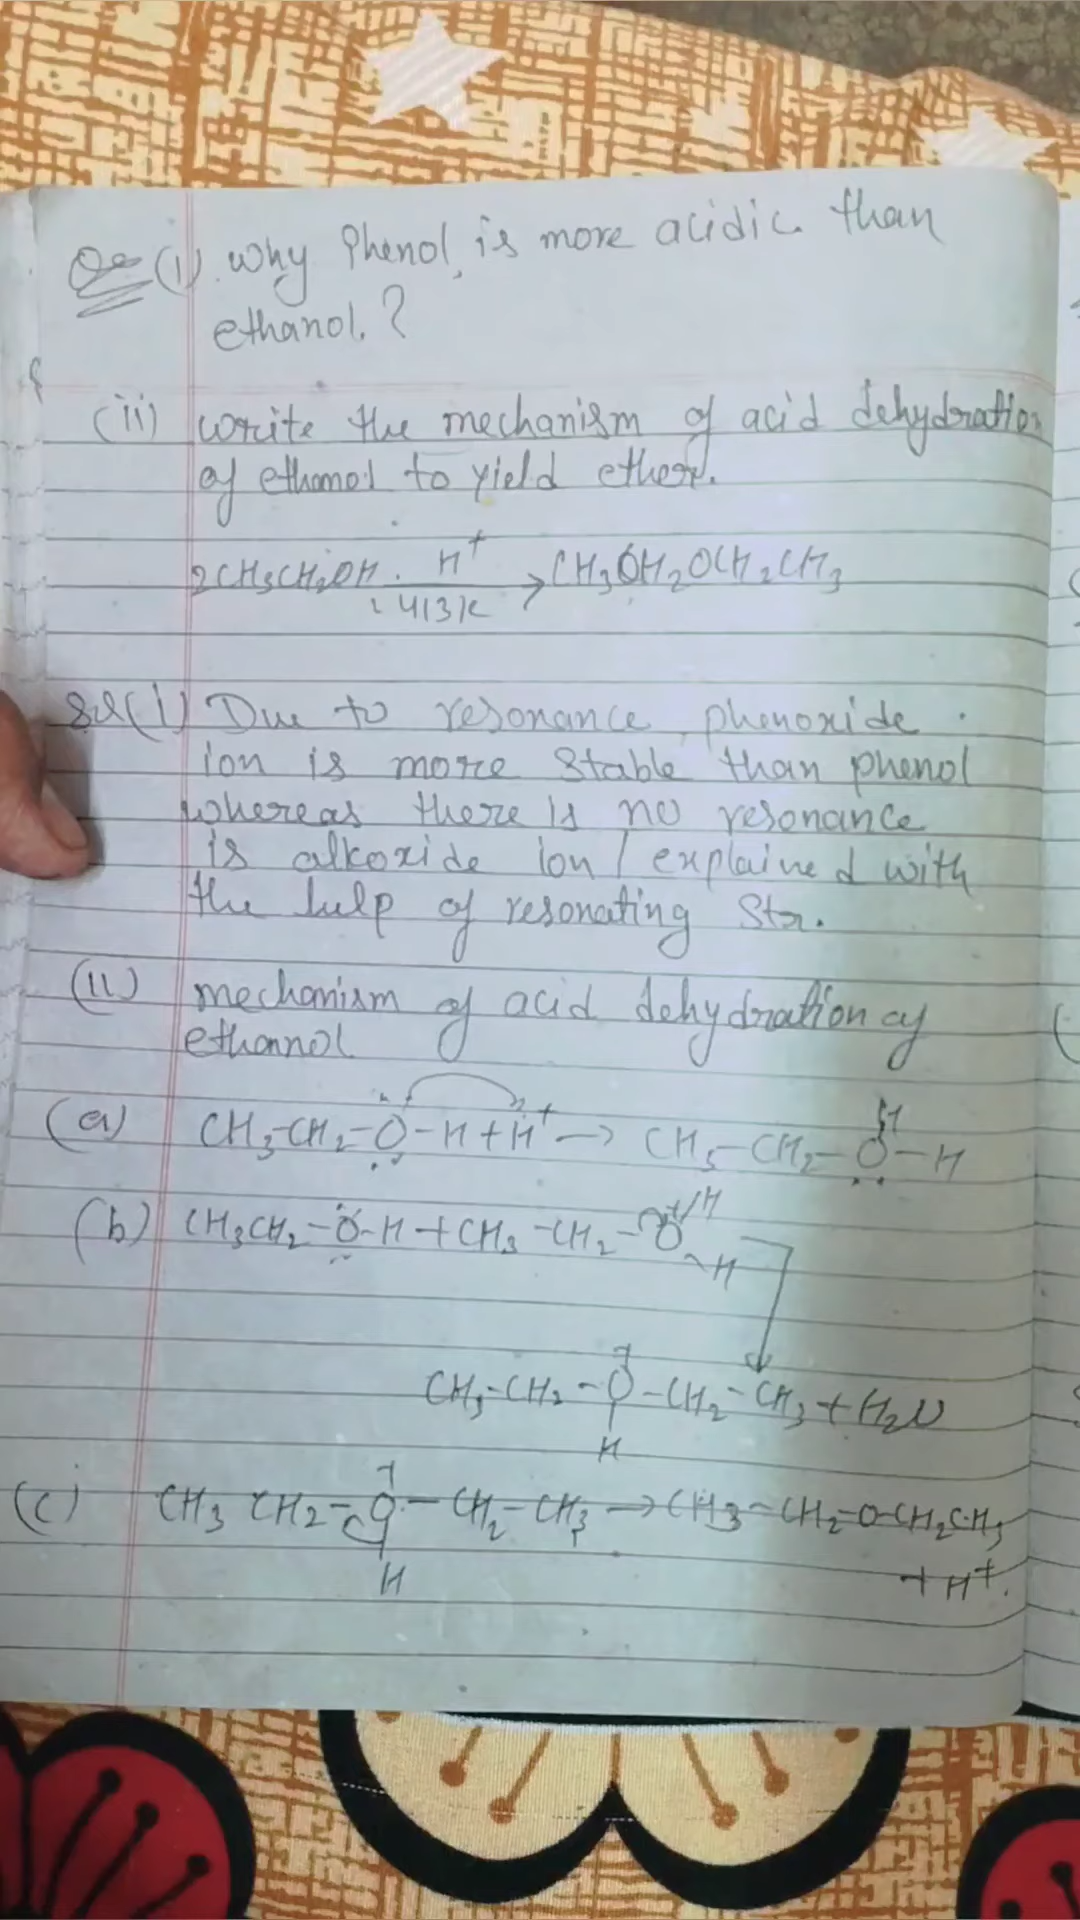 (i) why Phenol, is more acidic than
ethanol. ?
(ii) write the mechanism of acid dehydration
of ethanol to yield ether.
2CH3CH2OH H+ 413K → CH3CH2OCH2CH3
Sol (i) Due to resonance, phenoxide
ion is more stable than phenol
whereas there is no resonance
is alkoxide ion / explained with
the help of resonating Str.
(ii) mechanism of acid dehydration of
ethannol
(a) CH3-CH2-O-H + H+ → CH3-CH2-O-H
H
(b) CH3CH2-O-H + CH3-CH2-O+ H
H
CH3-CH2-O+-CH2-CH3 + H2O
H
(c) CH3 CH2-O+-CH2-CH3 → CH3-CH2-O-CH2CH3
H + H+.